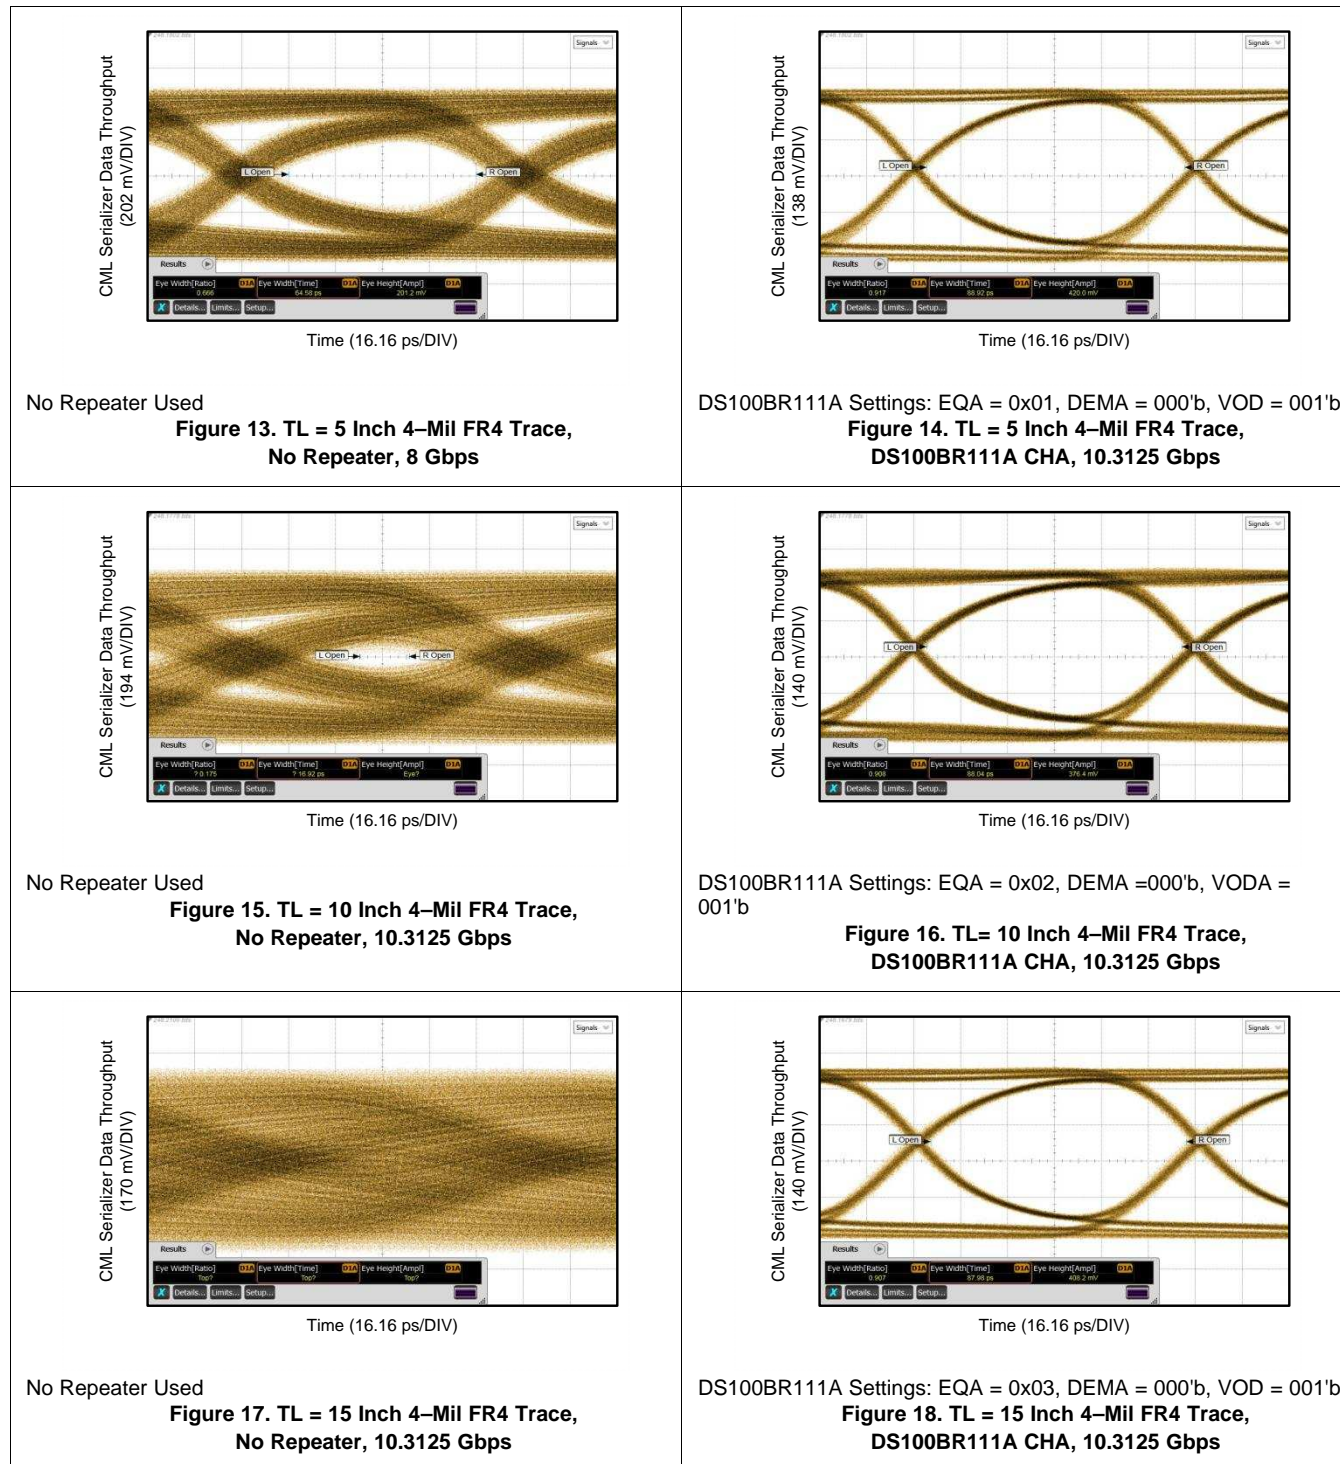 CML Serializer Data Throughput
(202 mV/DIV)
Signals
L Open
R Open
Results
Eye Width[Ratio] D1A Eye Width[Time] D1A Eye Height[Ampl] D1A
0.666 64.58 ps 201.2 mV
X Details... Limits... Setup...
Time (16.16 ps/DIV)
No Repeater Used
Figure 13. TL = 5 Inch 4–Mil FR4 Trace,
No Repeater, 8 Gbps
CML Serializer Data Throughput
(138 mV/DIV)
Signals
L Open
R Open
Results
Eye Width[Ratio] D1A Eye Width[Time] D1A Eye Height[Ampl] D1A
0.917 88.92 ps 420.0 mV
X Details... Limits... Setup...
Time (16.16 ps/DIV)
DS100BR111A Settings: EQA = 0x01, DEMA = 000'b, VOD = 001'b
Figure 14. TL = 5 Inch 4–Mil FR4 Trace,
DS100BR111A CHA, 10.3125 Gbps
CML Serializer Data Throughput
(194 mV/DIV)
Signals
L Open
R Open
Results
Eye Width[Ratio] D1A Eye Width[Time] D1A Eye Height[Ampl] D1A
? 0.175 ? 16.92 ps Eye?
X Details... Limits... Setup...
Time (16.16 ps/DIV)
No Repeater Used
Figure 15. TL = 10 Inch 4–Mil FR4 Trace,
No Repeater, 10.3125 Gbps
CML Serializer Data Throughput
(140 mV/DIV)
Signals
L Open
R Open
Results
Eye Width[Ratio] D1A Eye Width[Time] D1A Eye Height[Ampl] D1A
0.908 88.04 ps 376.4 mV
X Details... Limits... Setup...
Time (16.16 ps/DIV)
DS100BR111A Settings: EQA = 0x02, DEMA =000'b, VODA =
001'b
Figure 16. TL= 10 Inch 4–Mil FR4 Trace,
DS100BR111A CHA, 10.3125 Gbps
CML Serializer Data Throughput
(170 mV/DIV)
Signals
Results
Eye Width[Ratio] D1A Eye Width[Time] D1A Eye Height[Ampl] D1A
Top? Top? Top?
X Details... Limits... Setup...
Time (16.16 ps/DIV)
No Repeater Used
Figure 17. TL = 15 Inch 4–Mil FR4 Trace,
No Repeater, 10.3125 Gbps
CML Serializer Data Throughput
(140 mV/DIV)
Signals
L Open
R Open
Results
Eye Width[Ratio] D1A Eye Width[Time] D1A Eye Height[Ampl] D1A
0.907 87.98 ps 408.2 mV
X Details... Limits... Setup...
Time (16.16 ps/DIV)
DS100BR111A Settings: EQA = 0x03, DEMA = 000'b, VOD = 001'b
Figure 18. TL = 15 Inch 4–Mil FR4 Trace,
DS100BR111A CHA, 10.3125 Gbps